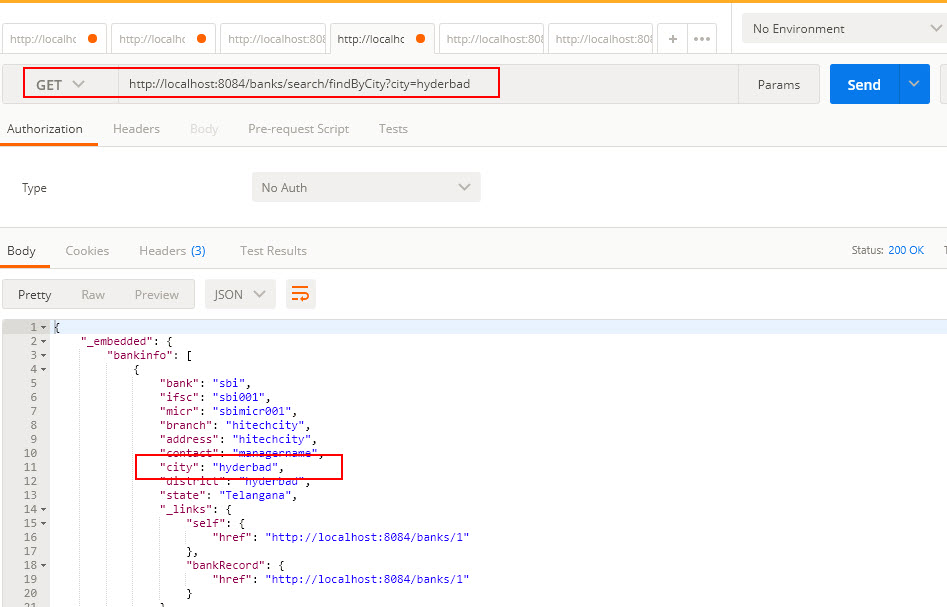 http://localhc http://localhc http://localhost:808 http://localhc http://localhost:808 http://localhost:808 + ••• No Environment
GET http://localhost:8084/banks/search/findByCity?city=hyderbad Params Send
Authorization Headers Body Pre-request Script Tests
Type No Auth
Body Cookies Headers (3) Test Results Status: 200 OK
Pretty Raw Preview JSON
1 {
2 "_embedded": {
3 "bankinfo": [
4 {
5 "bank": "sbi",
6 "ifsc": "sbi001",
7 "micr": "sbimicr001",
8 "branch": "hitechcity",
9 "address": "hitechcity",
10 "contact": "managername",
11 "city": "hyderbad",
12 "district": "hyderbad",
13 "state": "Telangana",
14 "_links": {
15 "self": {
16 "href": "http://localhost:8084/banks/1"
17 },
18 "bankRecord": {
19 "href": "http://localhost:8084/banks/1"
20 }
21 }